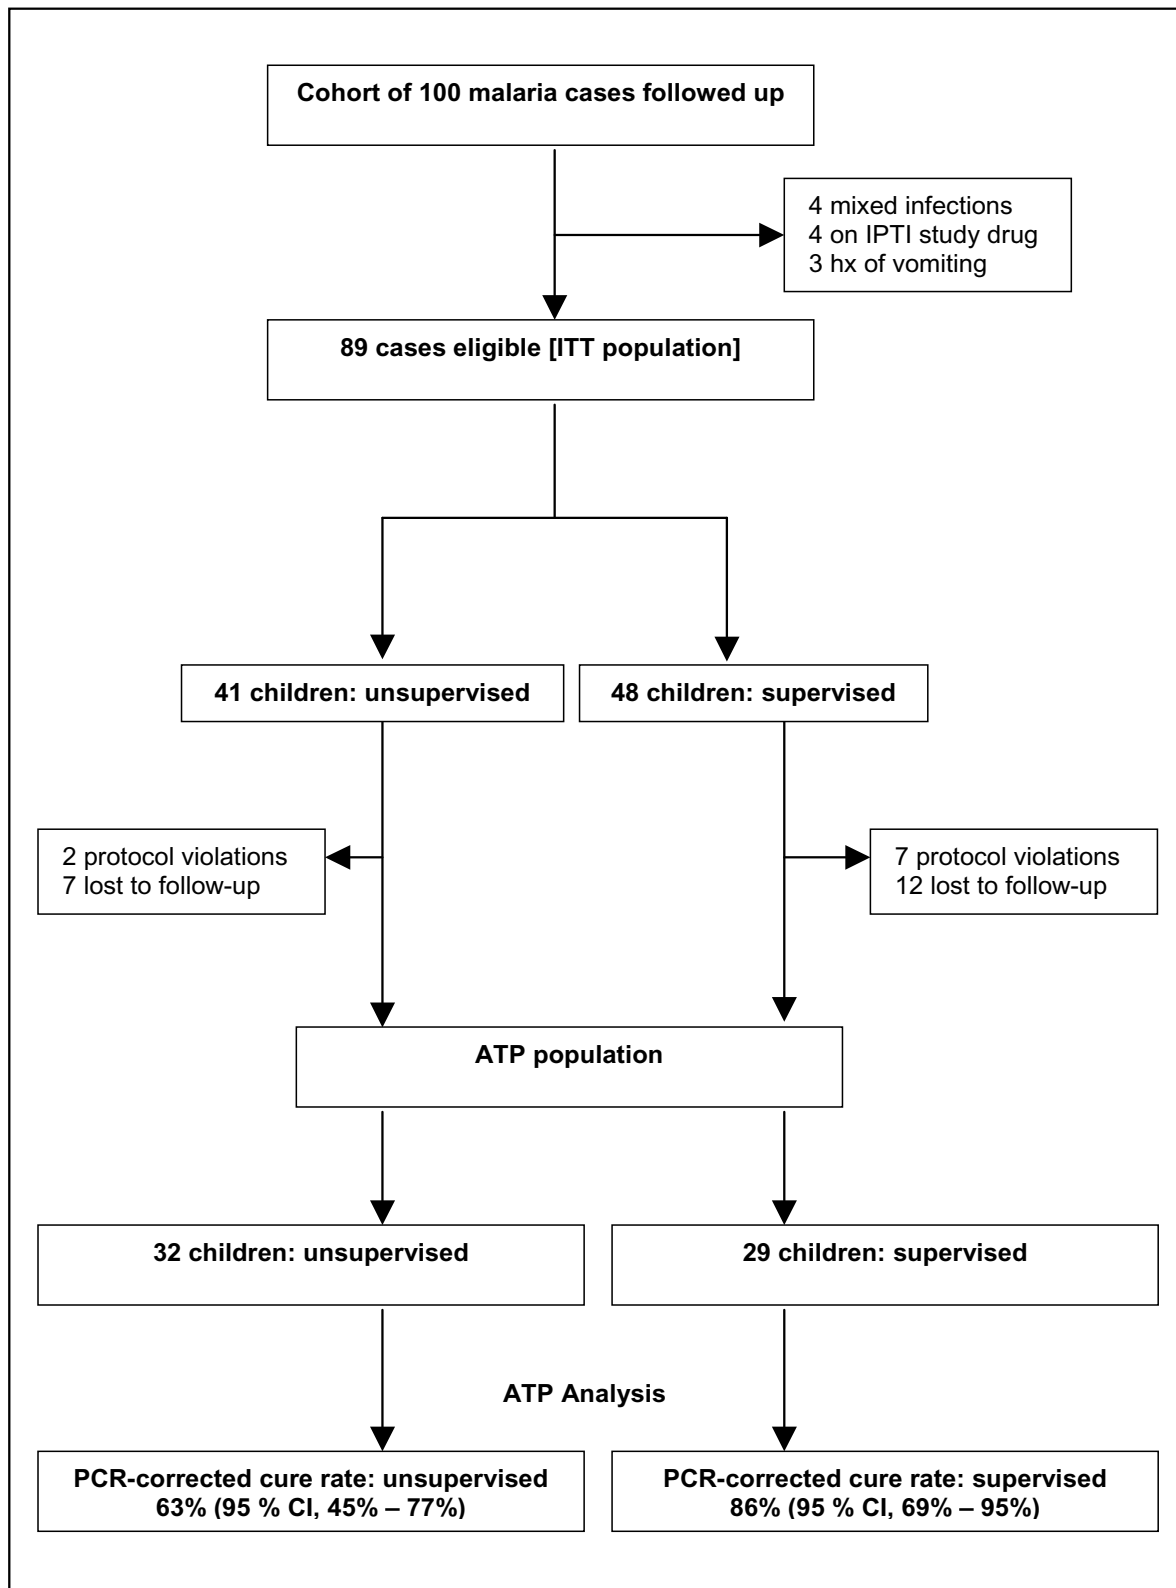 Cohort of 100 malaria cases followed up
4 mixed infections
4 on IPTI study drug
3 hx of vomiting
89 cases eligible [ITT population]
41 children: unsupervised
48 children: supervised
2 protocol violations
7 lost to follow-up
7 protocol violations
12 lost to follow-up
ATP population
32 children: unsupervised
29 children: supervised
ATP Analysis
PCR-corrected cure rate: unsupervised
63% (95 % CI, 45% – 77%)
PCR-corrected cure rate: supervised
86% (95 % CI, 69% – 95%)